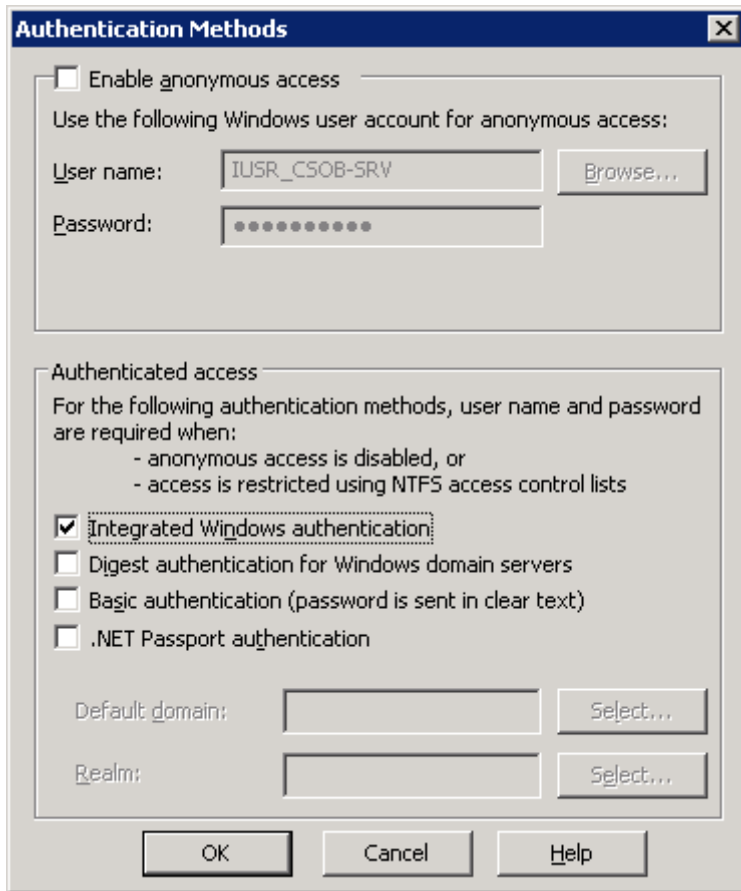 Authentication Methods
Enable anonymous access
Use the following Windows user account for anonymous access:
User name:
IUSR_CSOB-SRV
Browse...
Password:
●●●●●●●●●●
Authenticated access
For the following authentication methods, user name and password
are required when:
- anonymous access is disabled, or
- access is restricted using NTFS access control lists
Integrated Windows authentication
Digest authentication for Windows domain servers
Basic authentication (password is sent in clear text)
.NET Passport authentication
Default domain:
Select...
Realm:
Select...
OK
Cancel
Help